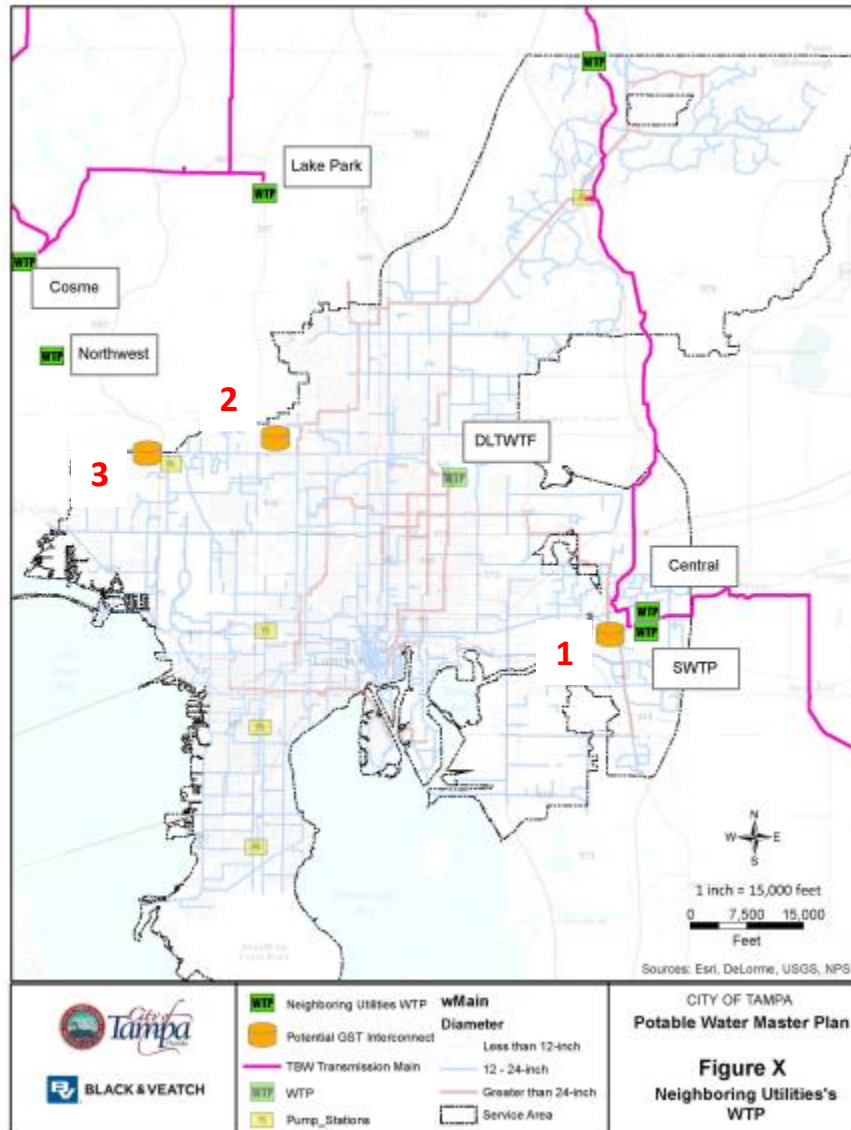 WTP
Lake Park
WTP
WTP
Cosme
WTP
Northwest
2
3
DLTWTF
WTP
Central
WTP
WTP
1
SWTP
N
W E
S
1 inch = 15,000 feet
0 7,500 15,000
Feet
Sources: Esri, DeLorme, USGS, NPS
City of
Tampa
Florida
BV BLACK & VEATCH
WTP Neighboring Utilities WTP
Potential GST Interconnect
TBW Transmission Main
WTP WTP
PS Pump_Stations
wMain
Diameter
Less than 12-inch
12 - 24-inch
Greater than 24-inch
Service Area
CITY OF TAMPA
Potable Water Master Plan
Figure X
Neighboring Utilities's
WTP